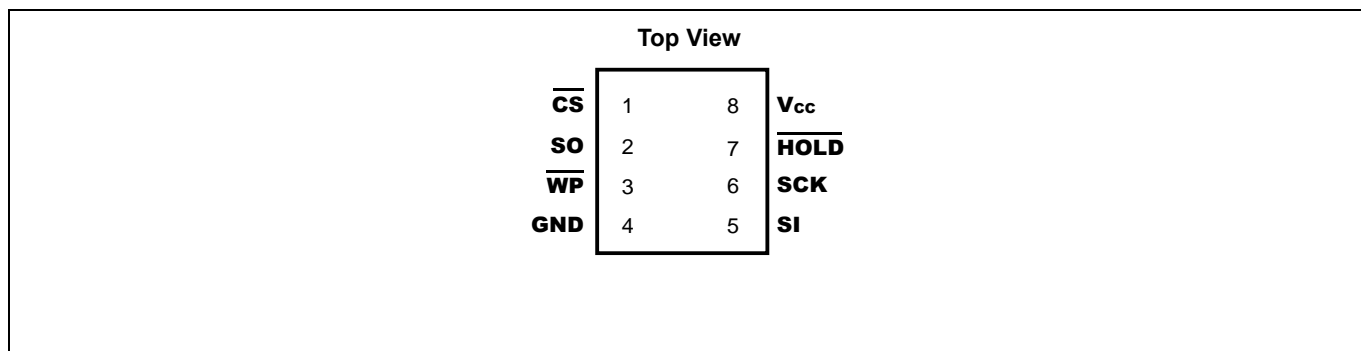 Top View
CS 1 8 Vcc
SO 2 7 HOLD
WP 3 6 SCK
GND 4 5 SI